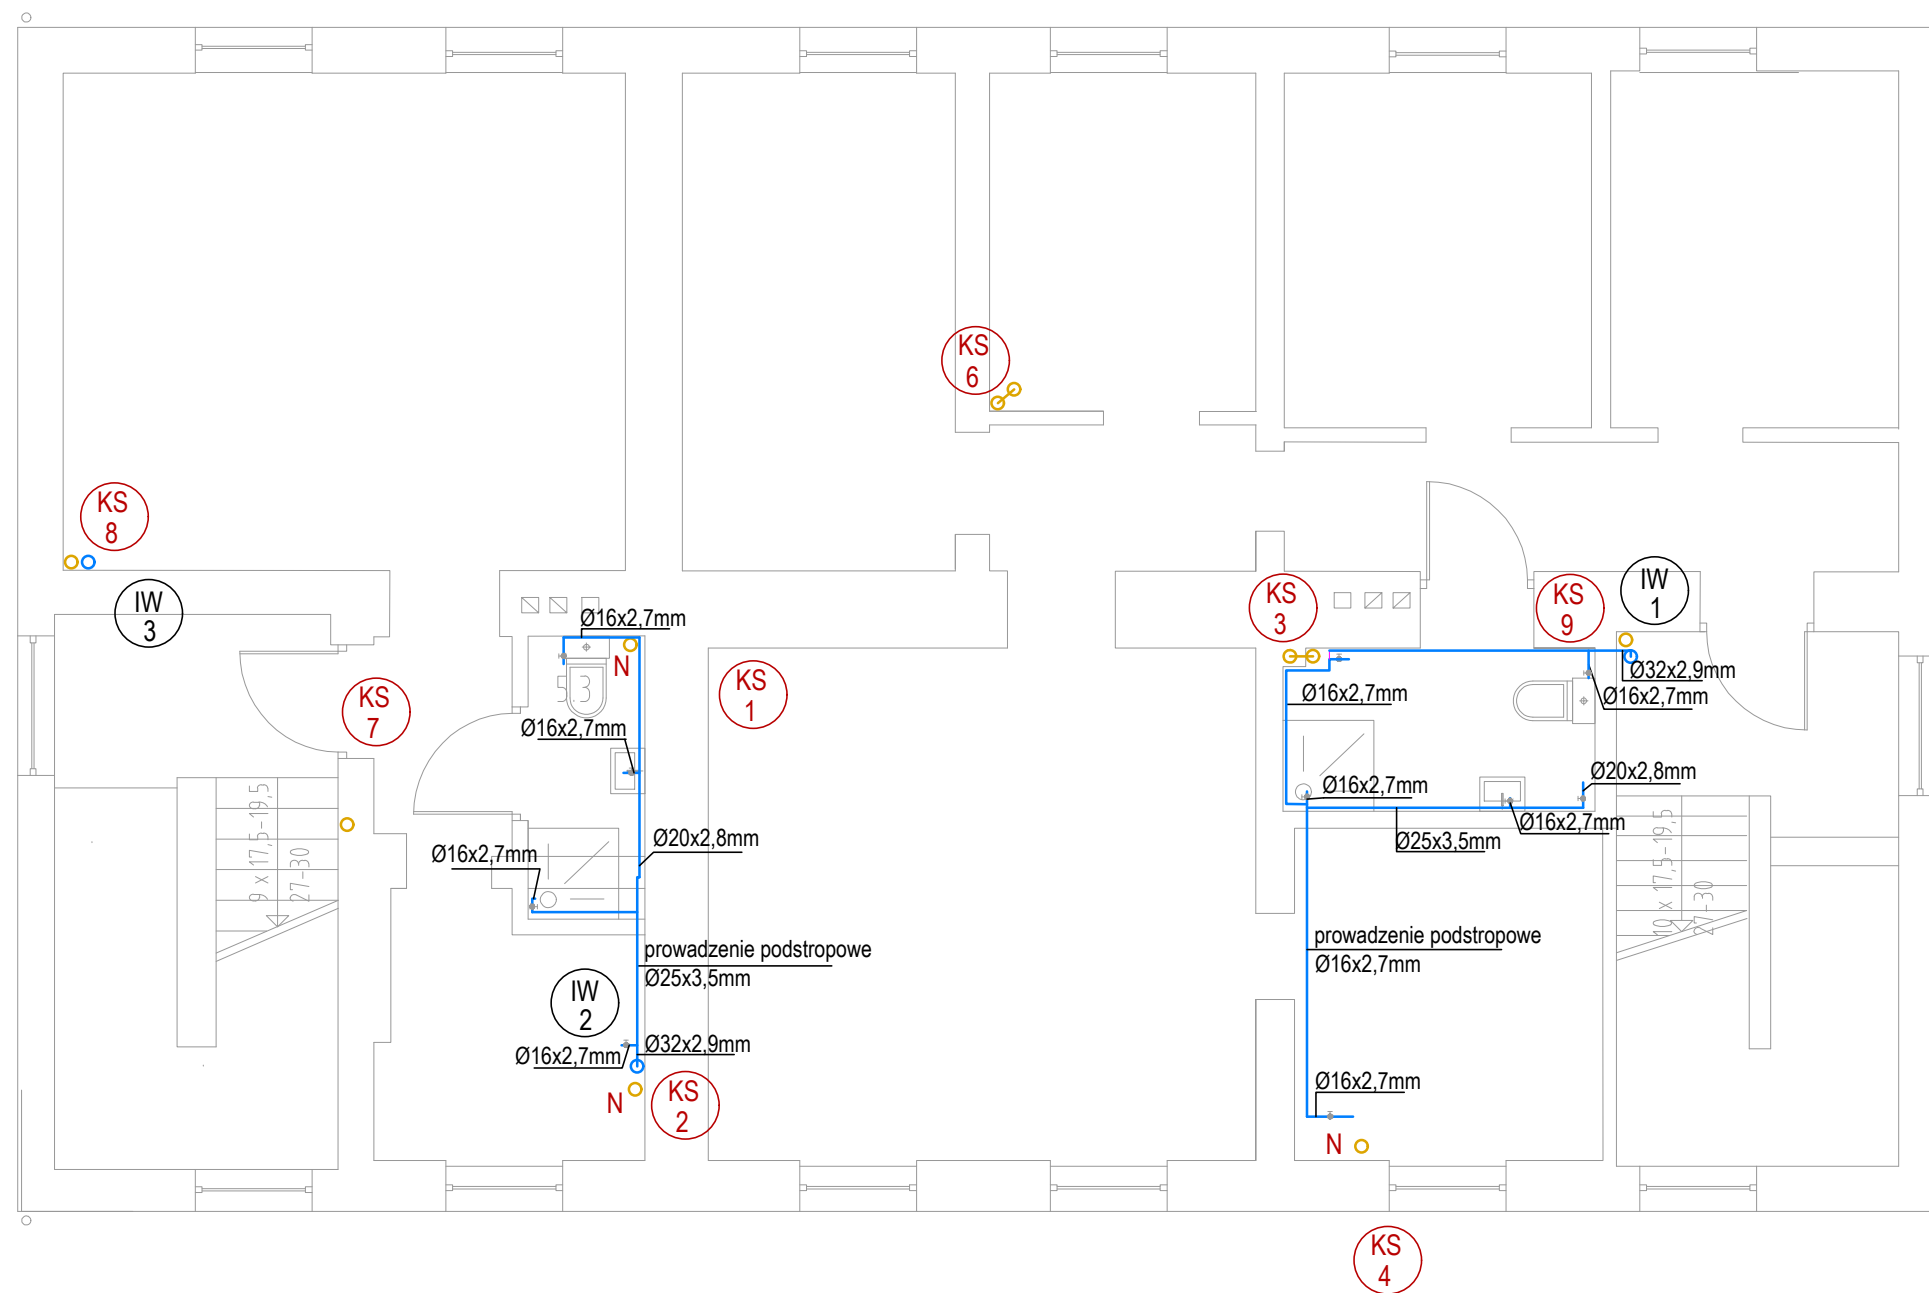 KS
6
KS
8
IW
3
Ø16x2,7mm
N
5.3
KS
7
KS
1
Ø16x2,7mm
9 x 17,5-19,5
27-30
Ø16x2,7mm
Ø20x2,8mm
prowadzenie podstropowe
Ø25x3,5mm
IW
2
Ø16x2,7mm
Ø32x2,9mm
N
KS
2
KS
3
KS
9
IW
1
Ø32x2,9mm
Ø16x2,7mm
Ø16x2,7mm
Ø16x2,7mm
Ø20x2,8mm
Ø16x2,7mm
Ø25x3,5mm
10 x 17,5-19,5
27-30
prowadzenie podstropowe
Ø16x2,7mm
Ø16x2,7mm
N
KS
4